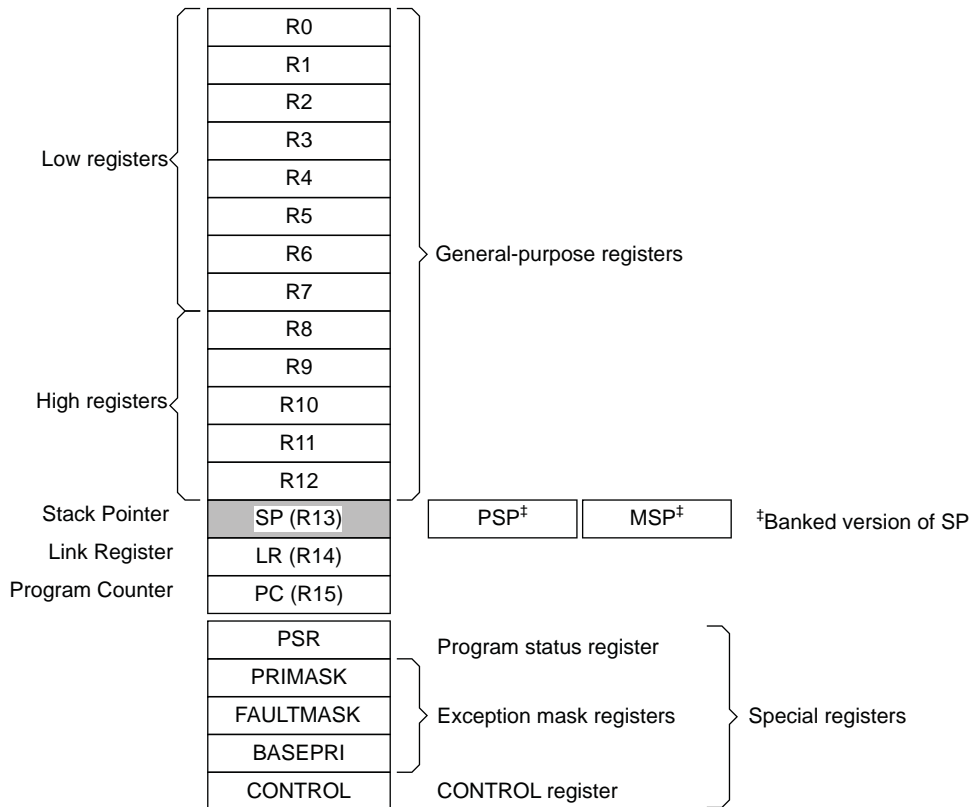 R0
R1
R2
R3
Low registers
R4
R5
R6
General-purpose registers
R7
R8
R9
High registers
R10
R11
R12
Stack Pointer SP (R13) PSP‡ MSP‡ ‡Banked version of SP
Link Register LR (R14)
Program Counter PC (R15)
PSR Program status register
PRIMASK
FAULTMASK Exception mask registers Special registers
BASEPRI
CONTROL CONTROL register